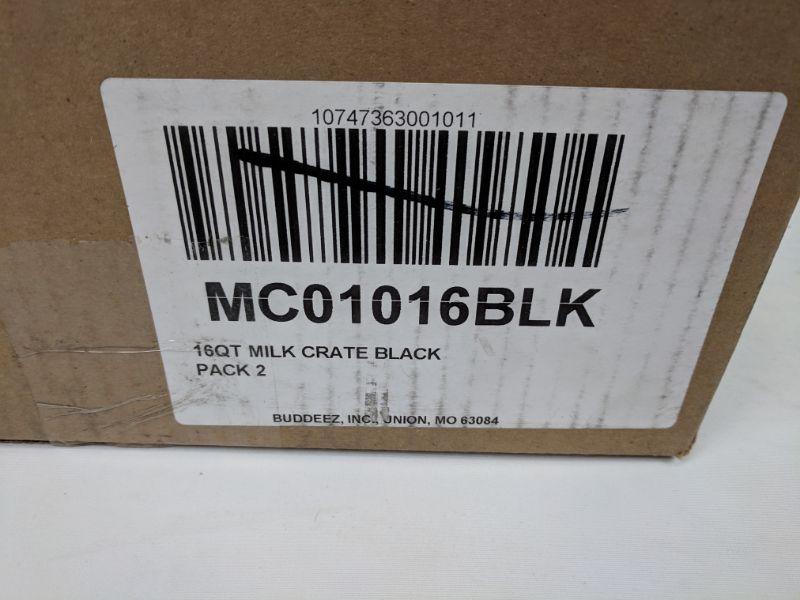 10747363001011
MC01016BLK
16QT MILK CRATE BLACK
PACK 2
BUDDEEZ, INC., UNION, MO 63084